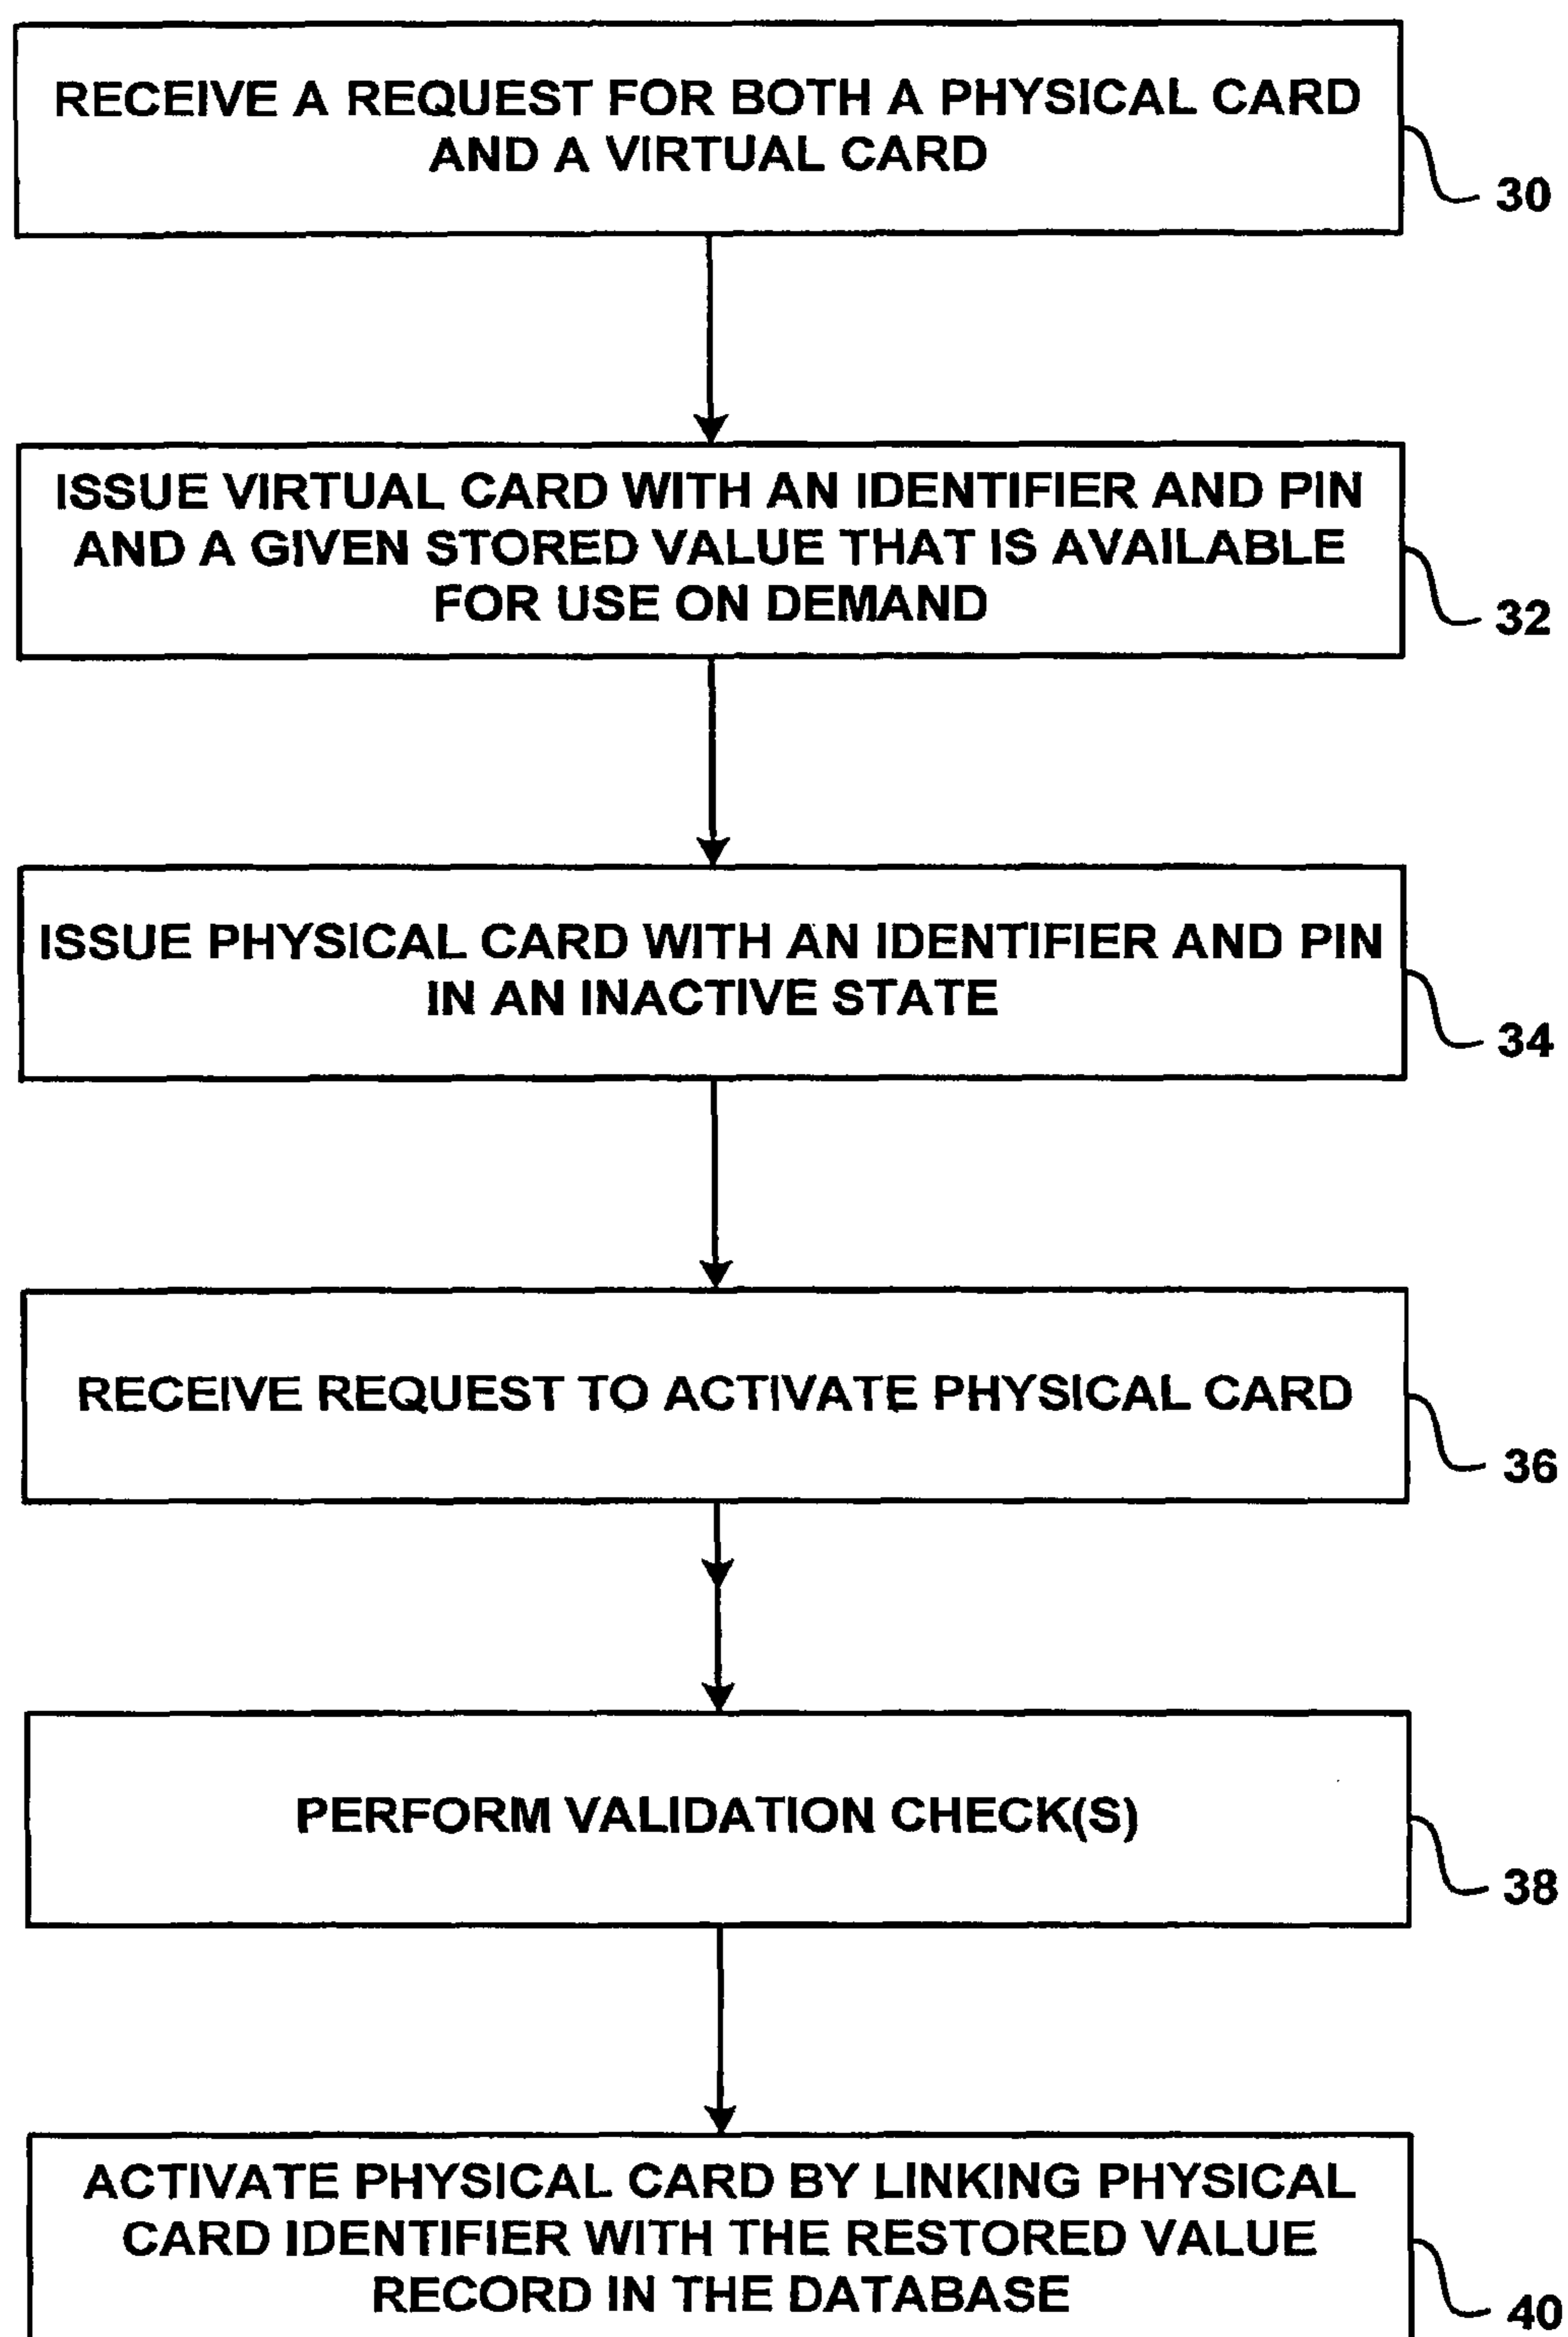 RECEIVE A REQUEST FOR BOTH A PHYSICAL CARD
AND A VIRTUAL CARD
30
ISSUE VIRTUAL CARD WITH AN IDENTIFIER AND PIN
AND A GIVEN STORED VALUE THAT IS AVAILABLE
FOR USE ON DEMAND
32
ISSUE PHYSICAL CARD WITH AN IDENTIFIER AND PIN
IN AN INACTIVE STATE
34
RECEIVE REQUEST TO ACTIVATE PHYSICAL CARD
36
PERFORM VALIDATION CHECK(S)
38
ACTIVATE PHYSICAL CARD BY LINKING PHYSICAL
CARD IDENTIFIER WITH THE RESTORED VALUE
RECORD IN THE DATABASE
40